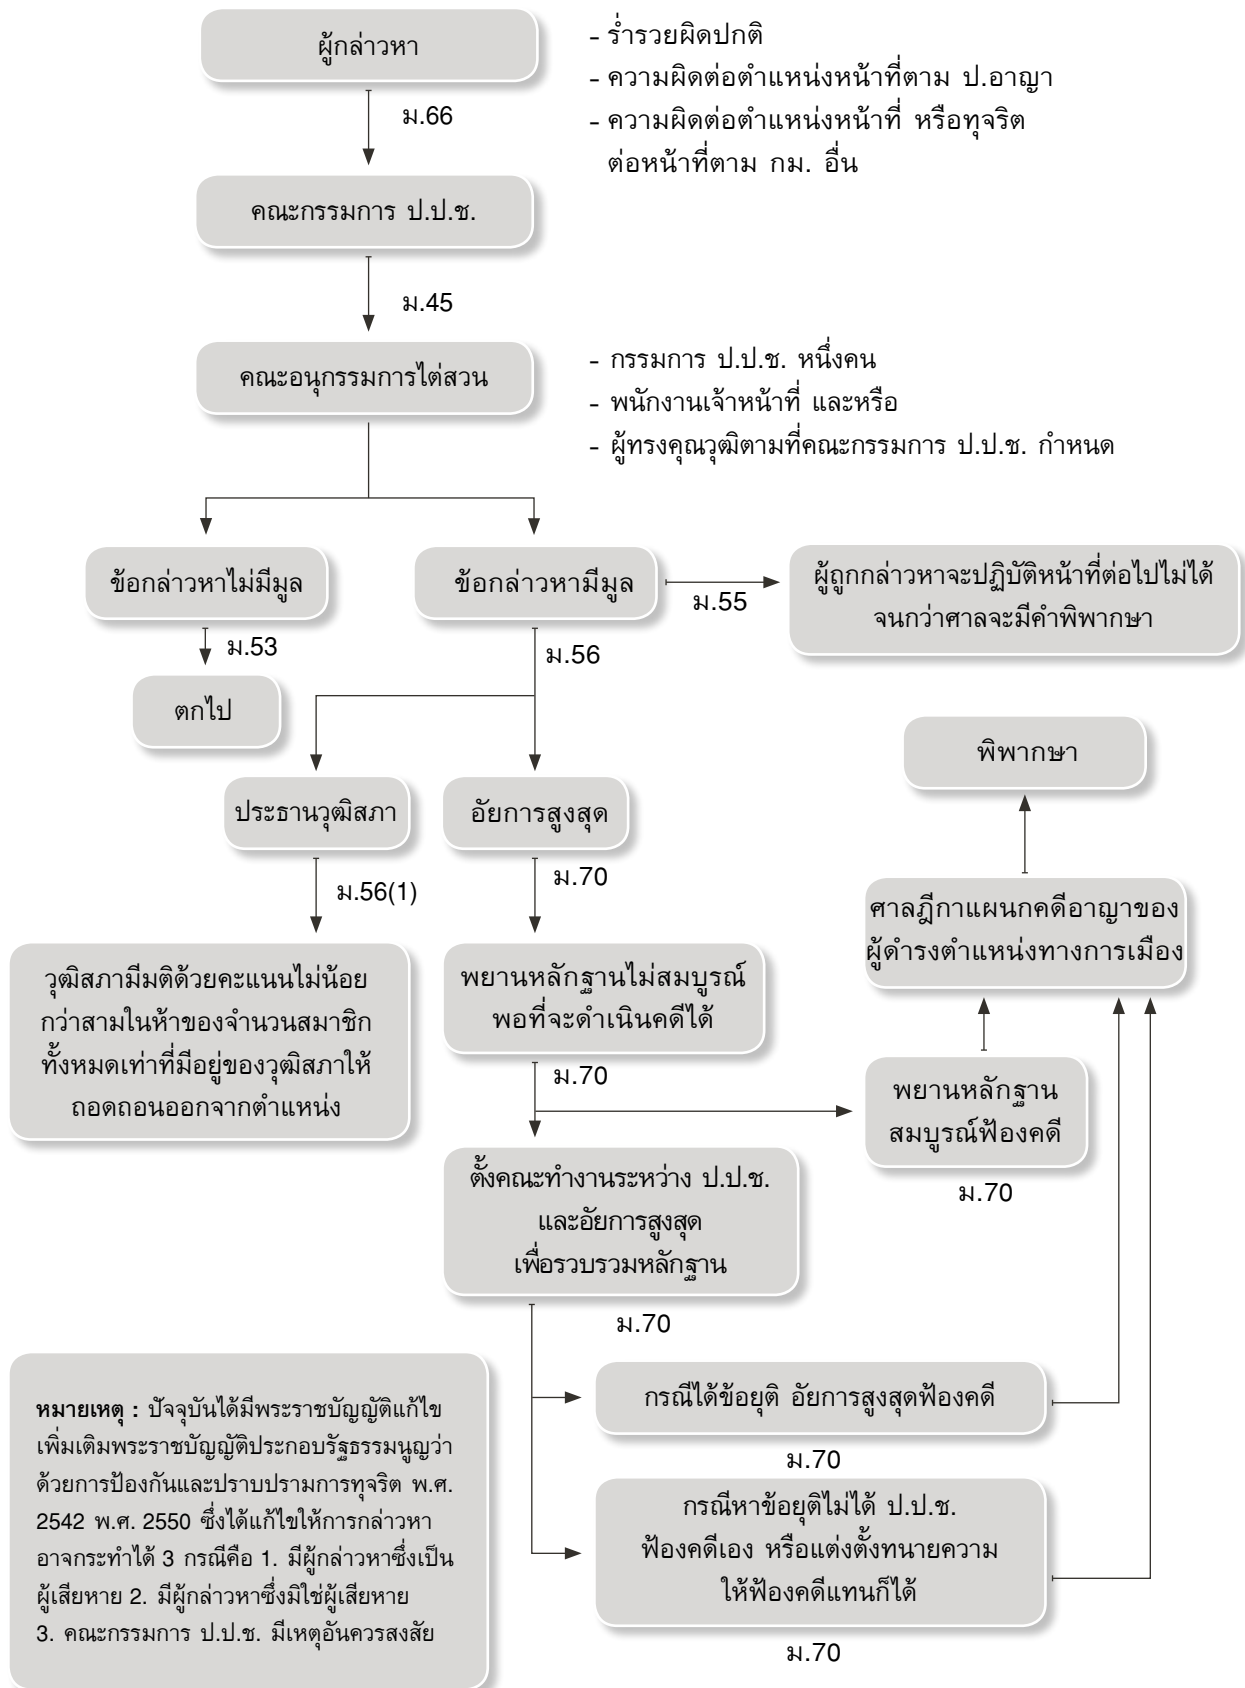 ผู้กล่าวหา
- ร่ำรวยผิดปกติ
- ความผิดต่อตำแหน่งหน้าที่ตาม ป.อาญา
- ความผิดต่อตำแหน่งหน้าที่ หรือทุจริต
ต่อหน้าที่ตาม กม. อื่น
ม.66
คณะกรรมการ ป.ป.ช.
ม.45
คณะอนุกรรมการไต่สวน
- กรรมการ ป.ป.ช. หนึ่งคน
- พนักงานเจ้าหน้าที่ และหรือ
- ผู้ทรงคุณวุฒิตามที่คณะกรรมการ ป.ป.ช. กำหนด
ข้อกล่าวหาไม่มีมูล
ข้อกล่าวหามีมูล
ม.55
ผู้ถูกกล่าวหาจะปฏิบัติหน้าที่ต่อไปไม่ได้
จนกว่าศาลจะมีคำพิพากษา
ม.53
ม.56
ตกไป
พิพากษา
ประธานวุฒิสภา
อัยการสูงสุด
ม.56(1)
ม.70
ศาลฎีกาแผนกคดีอาญาของ
ผู้ดำรงตำแหน่งทางการเมือง
วุฒิสภามีมติด้วยคะแนนไม่น้อย
กว่าสามในห้าของจำนวนสมาชิก
ทั้งหมดเท่าที่มีอยู่ของวุฒิสภาให้
ถอดถอนออกจากตำแหน่ง
พยานหลักฐานไม่สมบูรณ์
พอที่จะดำเนินคดีได้
ม.70
พยานหลักฐาน
สมบูรณ์ฟ้องคดี
ม.70
ตั้งคณะทำงานระหว่าง ป.ป.ช.
และอัยการสูงสุด
เพื่อรวบรวมหลักฐาน
ม.70
กรณีได้ข้อยุติ อัยการสูงสุดฟ้องคดี
ม.70
กรณีหาข้อยุติไม่ได้ ป.ป.ช.
ฟ้องคดีเอง หรือแต่งตั้งทนายความ
ให้ฟ้องคดีแทนก็ได้
ม.70
หมายเหตุ : ปัจจุบันได้มีพระราชบัญญัติแก้ไข
เพิ่มเติมพระราชบัญญัติประกอบรัฐธรรมนูญว่า
ด้วยการป้องกันและปราบปรามการทุจริต พ.ศ.
2542 พ.ศ. 2550 ซึ่งได้แก้ไขให้การกล่าวหา
อาจกระทำได้ 3 กรณีคือ 1. มีผู้กล่าวหาซึ่งเป็น
ผู้เสียหาย 2. มีผู้กล่าวหาซึ่งมิใช่ผู้เสียหาย
3. คณะกรรมการ ป.ป.ช. มีเหตุอันควรสงสัย